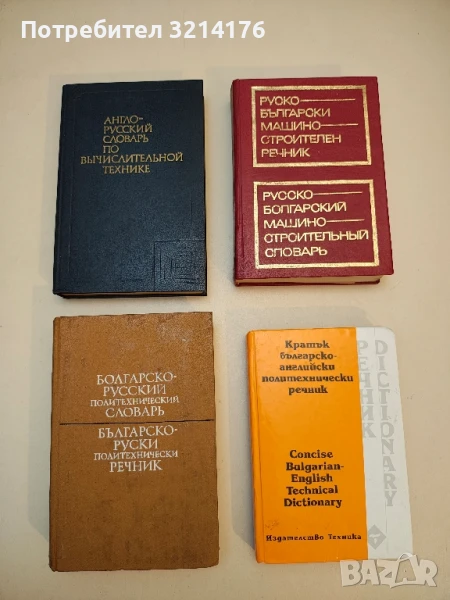 Потребител 3214176
АНГЛО-
РУССКИЙ
СЛОВАРЬ
ПО
ВЫЧИСЛИТЕЛЬНОЙ
ТЕХНИКЕ
РУСКО-
БЪЛГАРСКИ
МАШИНО-
СТРОИТЕЛЕН
РЕЧНИК
РУССКО-
БОЛГАРСКИЙ
МАШИНО-
СТРОИТЕЛЬНЫЙ
СЛОВАРЬ
БОЛГАРСКО-
РУССКИЙ
ПОЛИТЕХНИЧЕСКИЙ
СЛОВАРЬ
БЪЛГАРСКО-
РУСКИ
ПОЛИТЕХНИЧЕСКИ
РЕЧНИК
Кратък
българско-
английски
политехнически
речник
Concise
Bulgarian-
English
Technical
Dictionary
Издателство Техника
РЕЧНИК
DICTIONARY
BAZAR